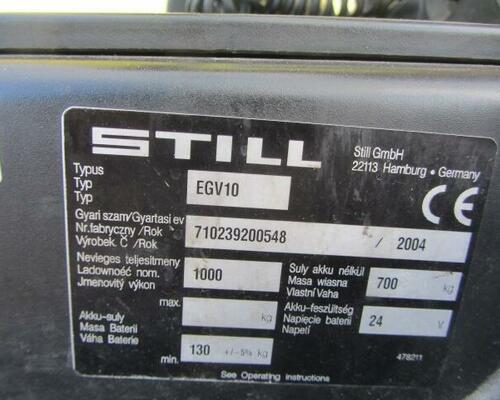 STILL
Still GmbH
22113 Hamburg • Germany
Typus
Typ
Typ
EGV10
CE
Gyari szam/Gyartasi ev
Nr.fabryczny /Rok
Výrobek. Č /Rok
710239200548 / 2004
Nevleges teljesitmeny
Ladowność nom.
Jmenovitý výkon
1000
Suly akku nélkül
Masa wlasna
Vlastní Vaha
700 kg
max. kg
Akku-suly
Masa Baterii
Váha Baterie
min. 130 +/-5% kg
Akku-feszültség
Napiecie baterii
Napetí
24 V
478211
See Operating Instructions